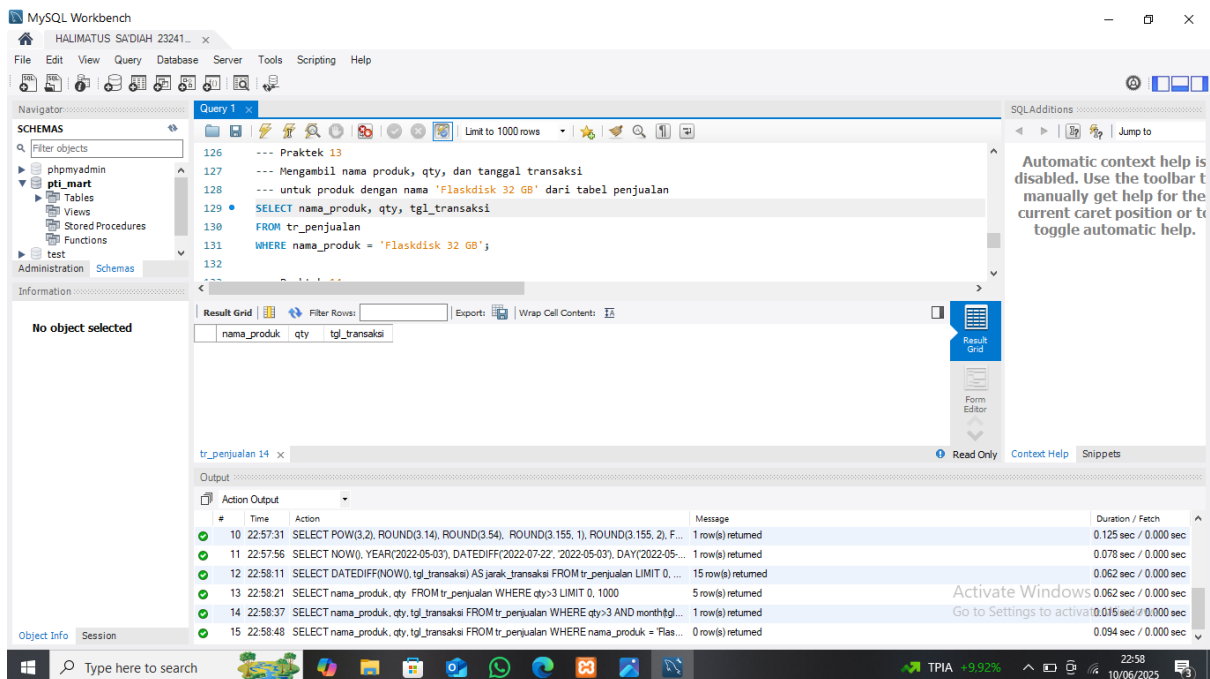 MySQL Workbench
HALIMATUS SA'DIAH 23241...
File Edit View Query Database Server Tools Scripting Help
Navigator
SCHEMAS
Filter objects
phpmyadmin
pti_mart
Tables
Views
Stored Procedures
Functions
test
Administration Schemas
Information
No object selected
Object Info Session
Query 1
Limit to 1000 rows
126 --- Praktek 13
127 --- Mengambil nama produk, qty, dan tanggal transaksi
128 --- untuk produk dengan nama 'Flaskdisk 32 GB' dari tabel penjualan
129 SELECT nama_produk, qty, tgl_transaksi
130 FROM tr_penjualan
131 WHERE nama_produk = 'Flaskdisk 32 GB';
132
Result Grid Filter Rows: Export: Wrap Cell Content:
nama_produk qty tgl_transaksi
Result Grid
Form Editor
tr_penjualan 14
Read Only
SQLAdditions
Jump to
Automatic context help is
disabled. Use the toolbar t
manually get help for the
current caret position or to
toggle automatic help.
Context Help Snippets
Output
Action Output
# Time Action Message Duration / Fetch
10 22:57:31 SELECT POW(3,2), ROUND(3.14), ROUND(3.54), ROUND(3.155, 1), ROUND(3.155, 2), F... 1 row(s) returned 0.125 sec / 0.000 sec
11 22:57:56 SELECT NOW(), YEAR('2022-05-03'), DATEDIFF('2022-07-22', '2022-05-03'), DAY('2022-05-... 1 row(s) returned 0.078 sec / 0.000 sec
12 22:58:11 SELECT DATEDIFF(NOW(), tgl_transaksi) AS jarak_transaksi FROM tr_penjualan LIMIT 0, ... 15 row(s) returned 0.062 sec / 0.000 sec
13 22:58:21 SELECT nama_produk, qty FROM tr_penjualan WHERE qty>3 LIMIT 0, 1000 5 row(s) returned 0.062 sec / 0.000 sec
14 22:58:37 SELECT nama_produk, qty, tgl_transaksi FROM tr_penjualan WHERE qty>3 AND month(tgl... 1 row(s) returned 0.015 sec / 0.000 sec
15 22:58:48 SELECT nama_produk, qty, tgl_transaksi FROM tr_penjualan WHERE nama_produk = 'Flas... 0 row(s) returned 0.094 sec / 0.000 sec
Activate Windows
Go to Settings to activate Windows.
Type here to search
TPIA +9,92%
22:58
10/06/2025
3